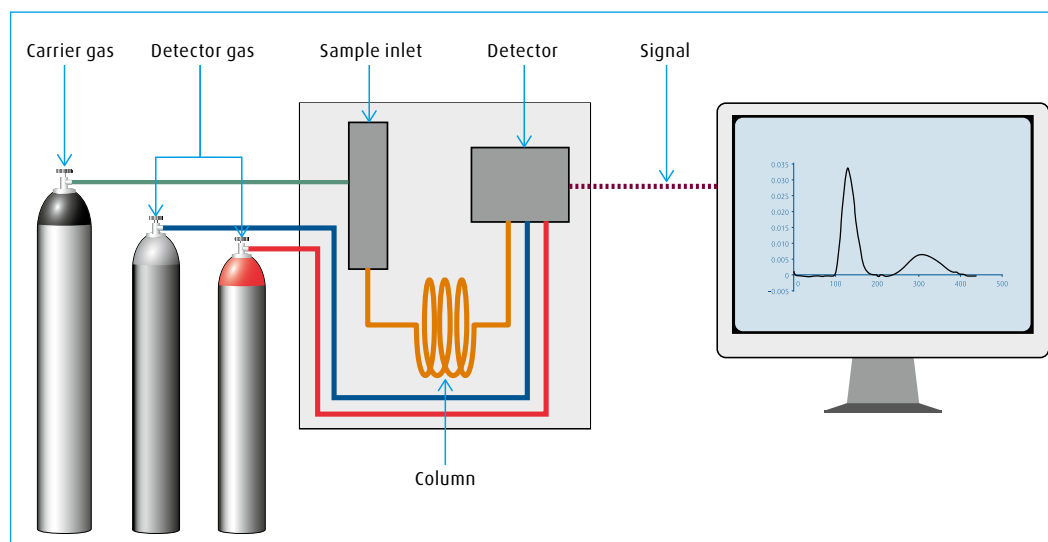 Carrier gas
Detector gas
Sample inlet
Detector
Signal
0.035
0.030
0.025
0.020
0.015
0.010
0.005
0
−0.005
0
100
200
300
400
500
Column